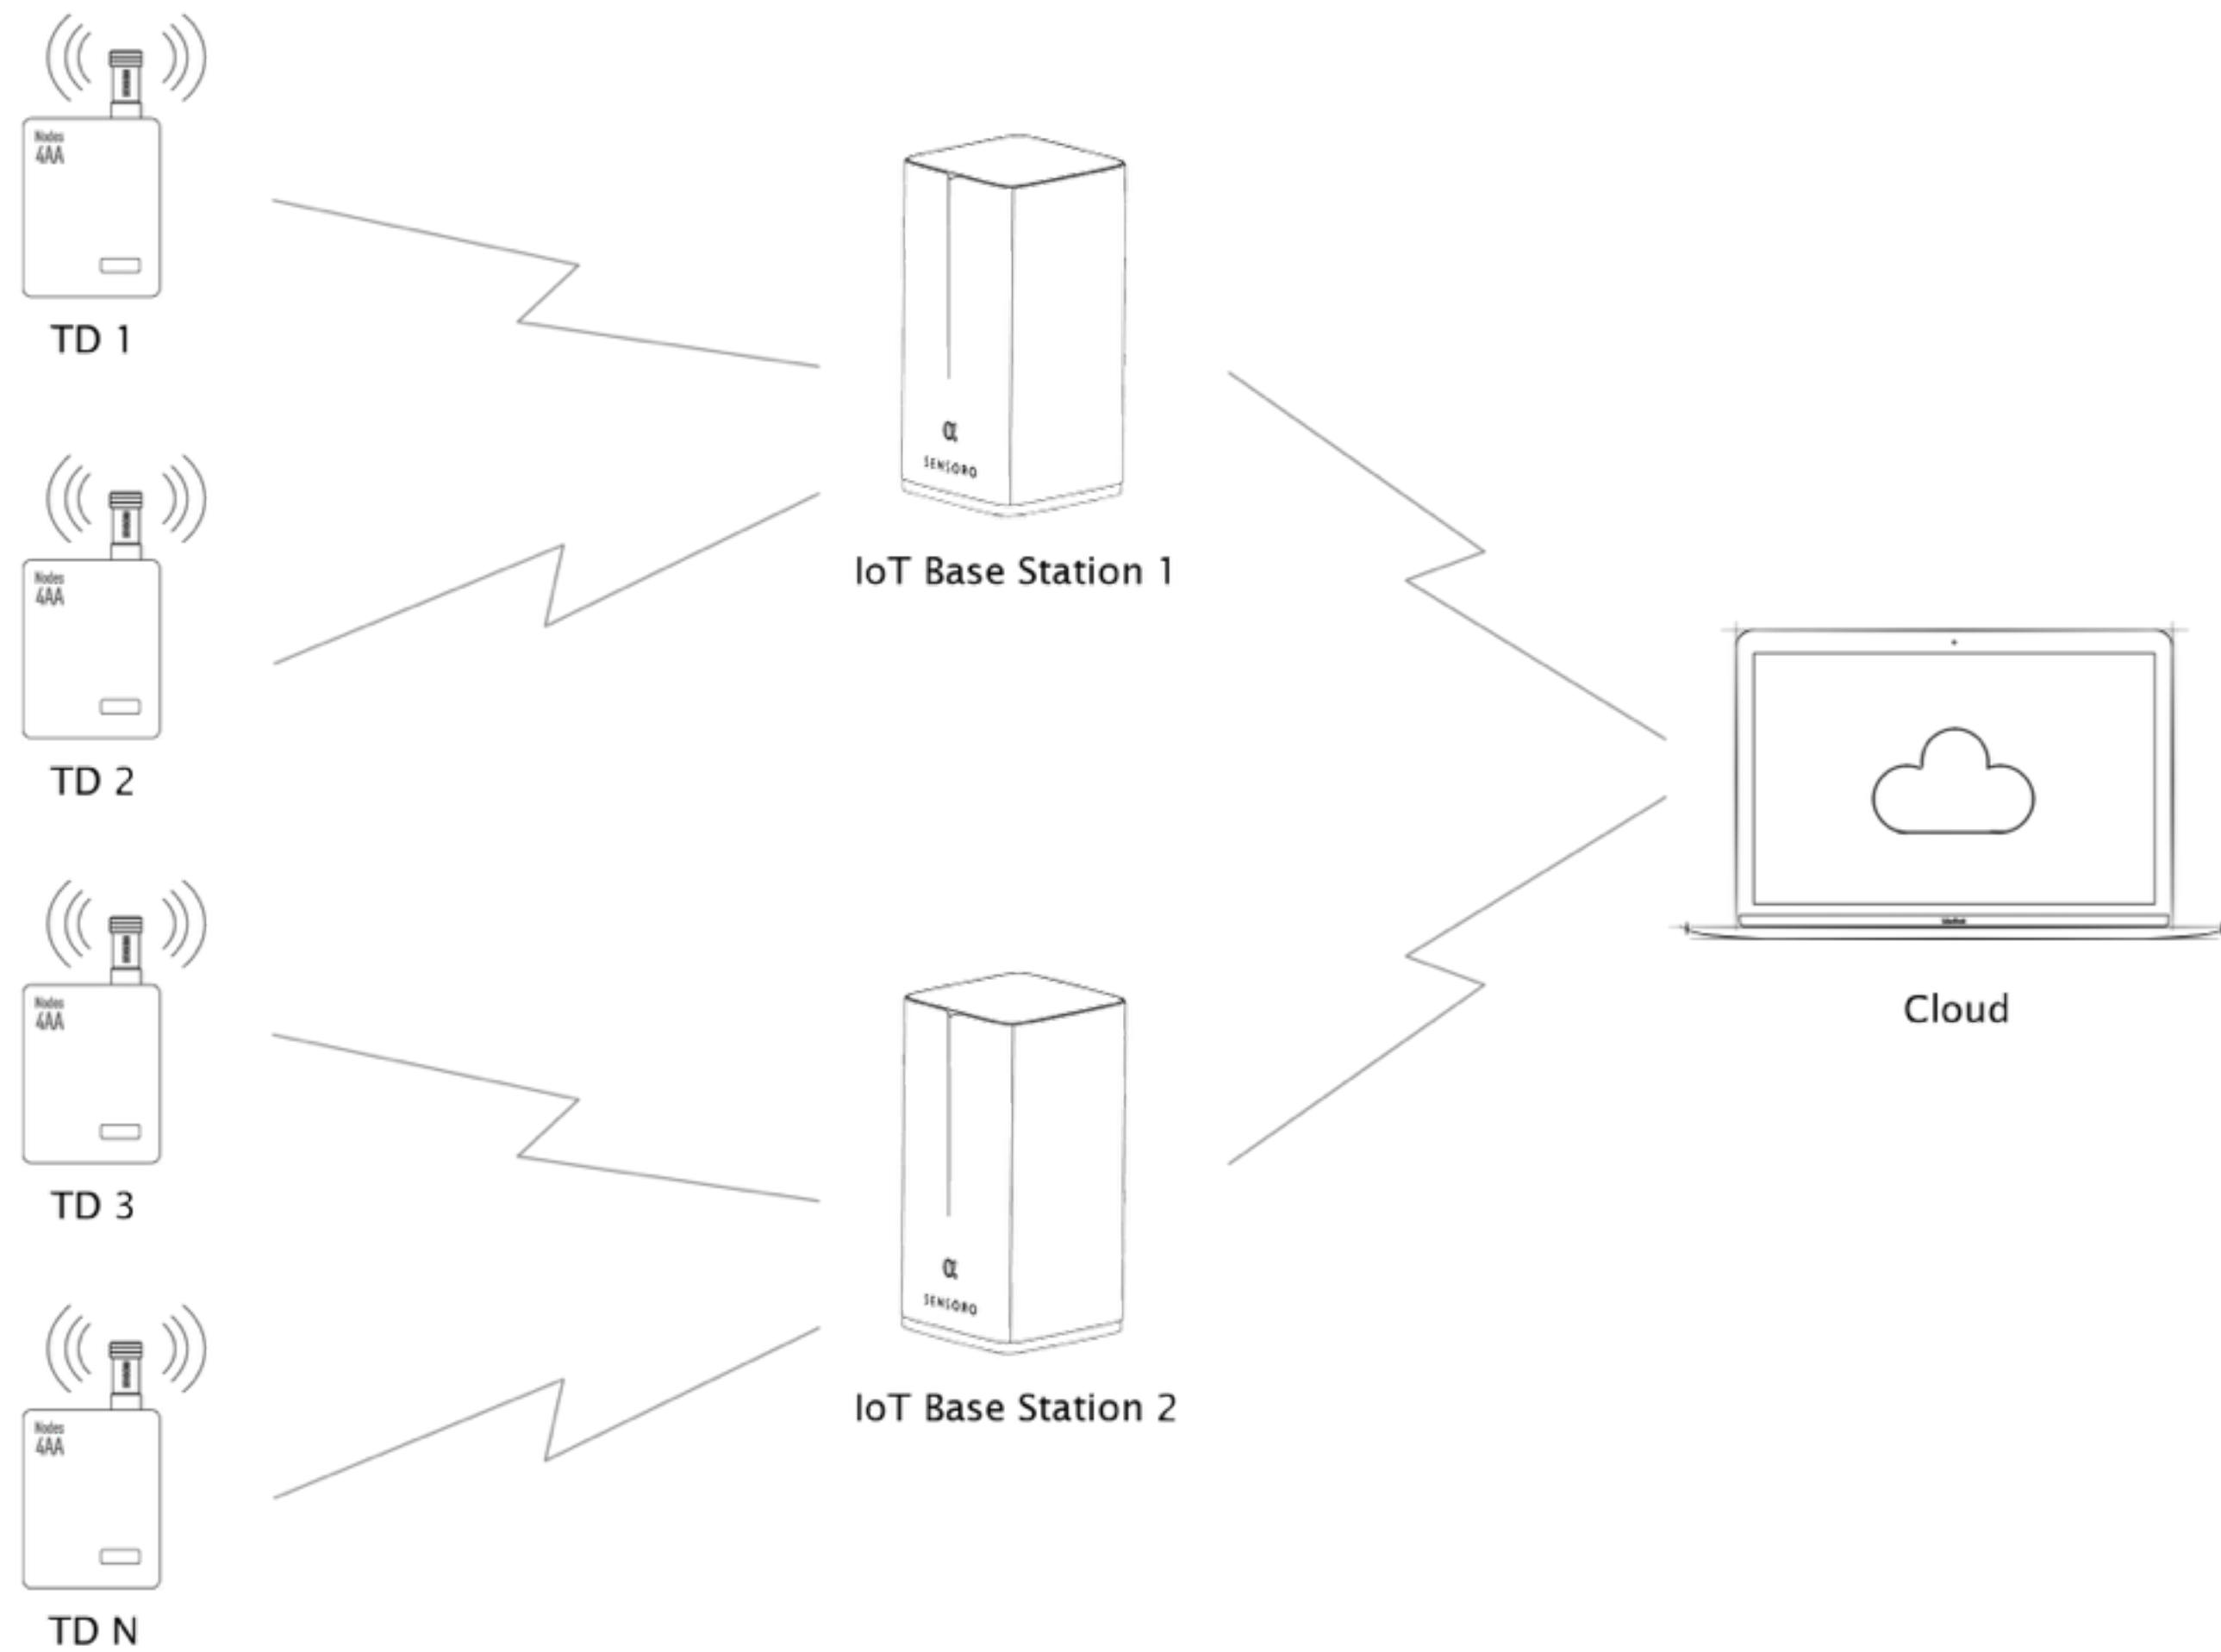 Nodes
4AA
TD 1
Nodes
4AA
TD 2
Nodes
4AA
TD 3
Nodes
4AA
TD N
α
SENSORO
IoT Base Station 1
α
SENSORO
IoT Base Station 2
Cloud